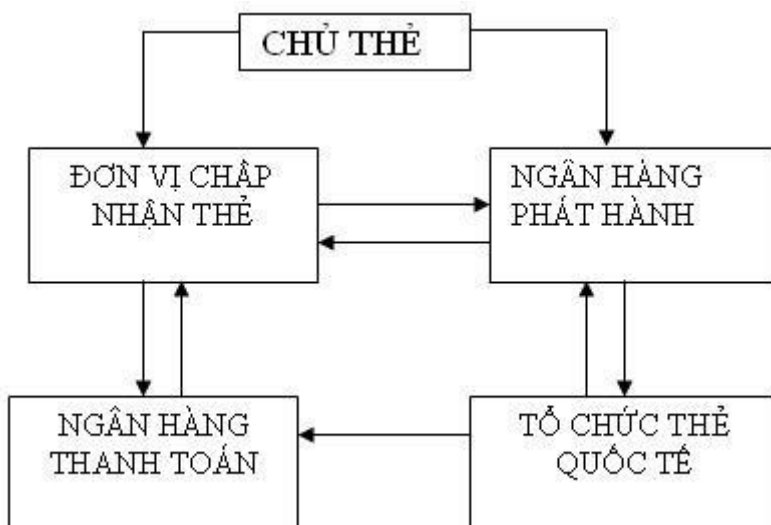 CHỦ THẺ
ĐƠN VỊ CHẤP
NHẬN THẺ
NGÂN HÀNG
PHÁT HÀNH
NGÂN HÀNG
THANH TOÁN
TỔ CHỨC THẺ
QUỐC TẾ